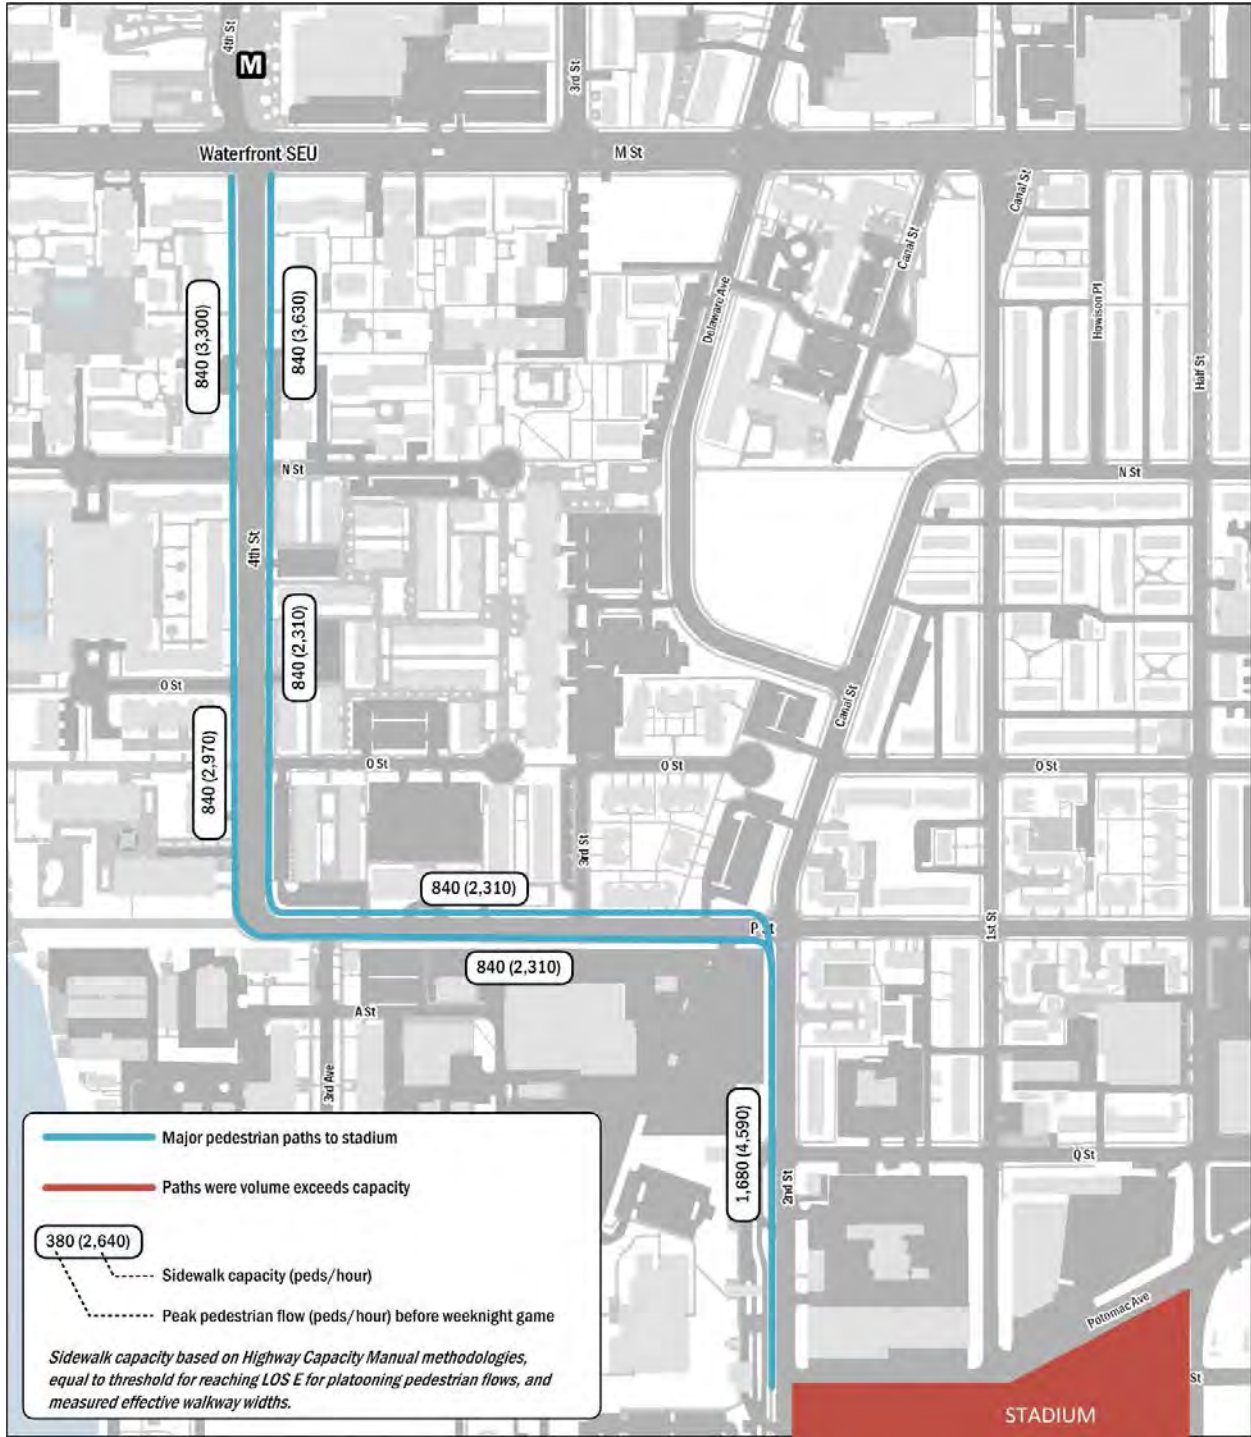 4th St
M
3rd St
Waterfront SEU
M St
Canal St
Canal St
Delaware Ave
Howison Pl
Half St
840 (3,300)
840 (3,630)
N St
N St
4th St
840 (2,310)
O St
Canal St
840 (2,970)
O St
O St
O St
3rd St
840 (2,310)
P St
1st St
840 (2,310)
A St
3rd Ave
1,680 (4,590)
2nd St
Q St
Major pedestrian paths to stadium
Paths were volume exceeds capacity
380 (2,640)
Sidewalk capacity (peds/hour)
Peak pedestrian flow (peds/hour) before weeknight game
Sidewalk capacity based on Highway Capacity Manual methodologies,
equal to threshold for reaching LOS E for platooning pedestrian flows, and
measured effective walkway widths.
Potomac Ave
St
STADIUM